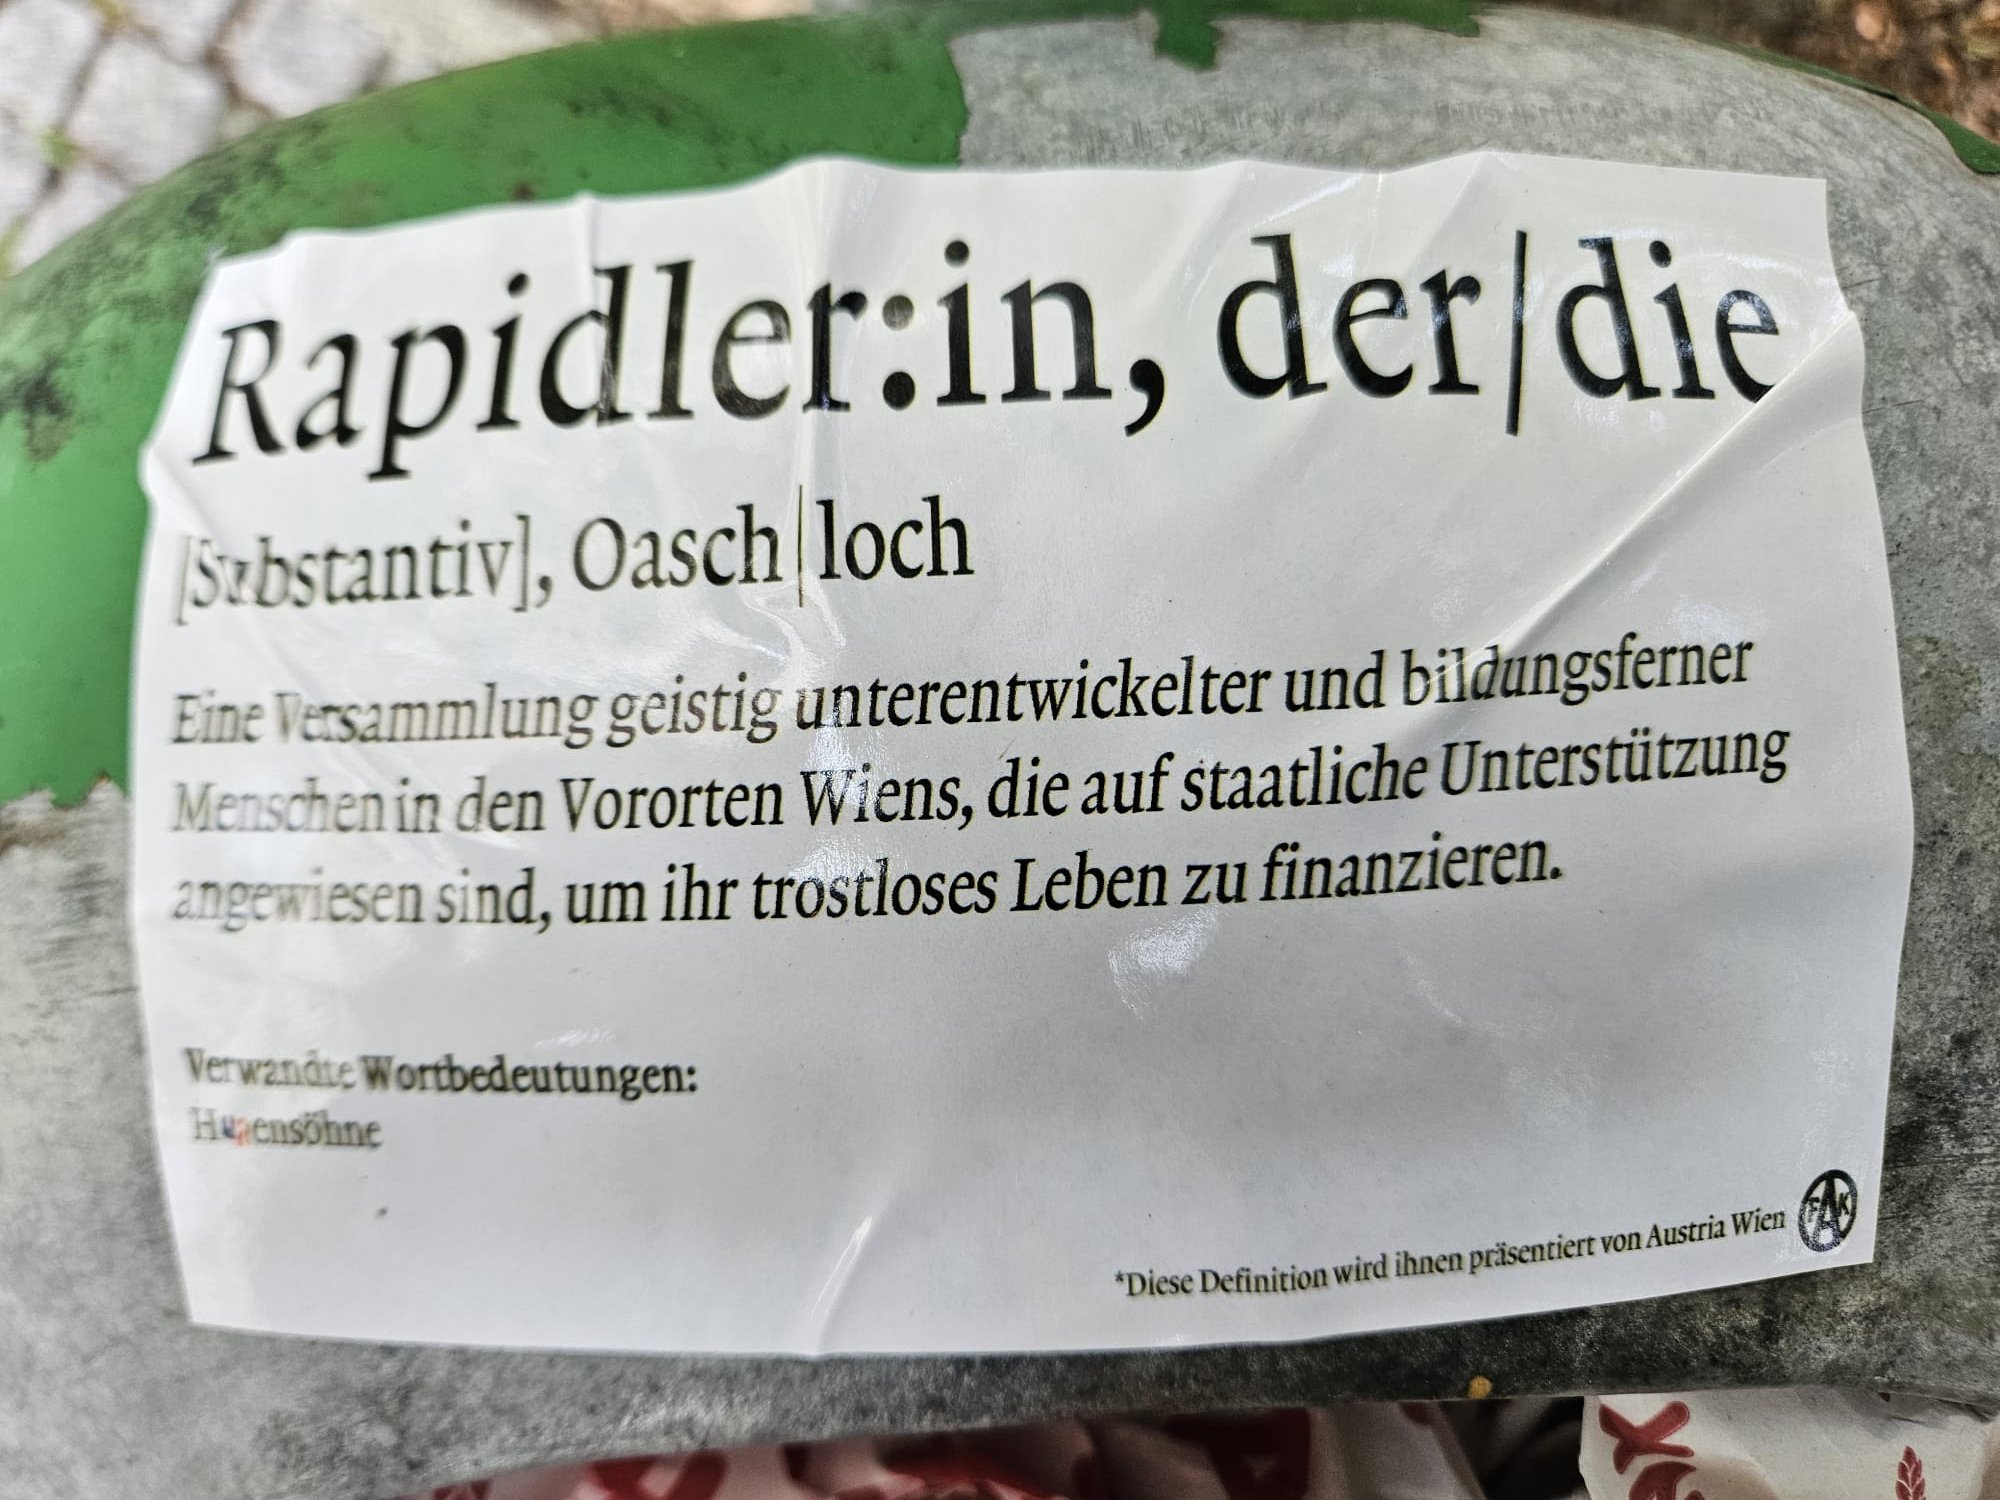 Rapidler:in, der|die
[Substantiv], Oasch|loch
Eine Versammlung geistig unterentwickelter und bildungsferner
Menschen in den Vororten Wiens, die auf staatliche Unterstützung
angewiesen sind, um ihr trostloses Leben zu finanzieren.
Verwandte Wortbedeutungen:
Hurensöhne
*Diese Definition wird ihnen präsentiert von Austria Wien
FAK